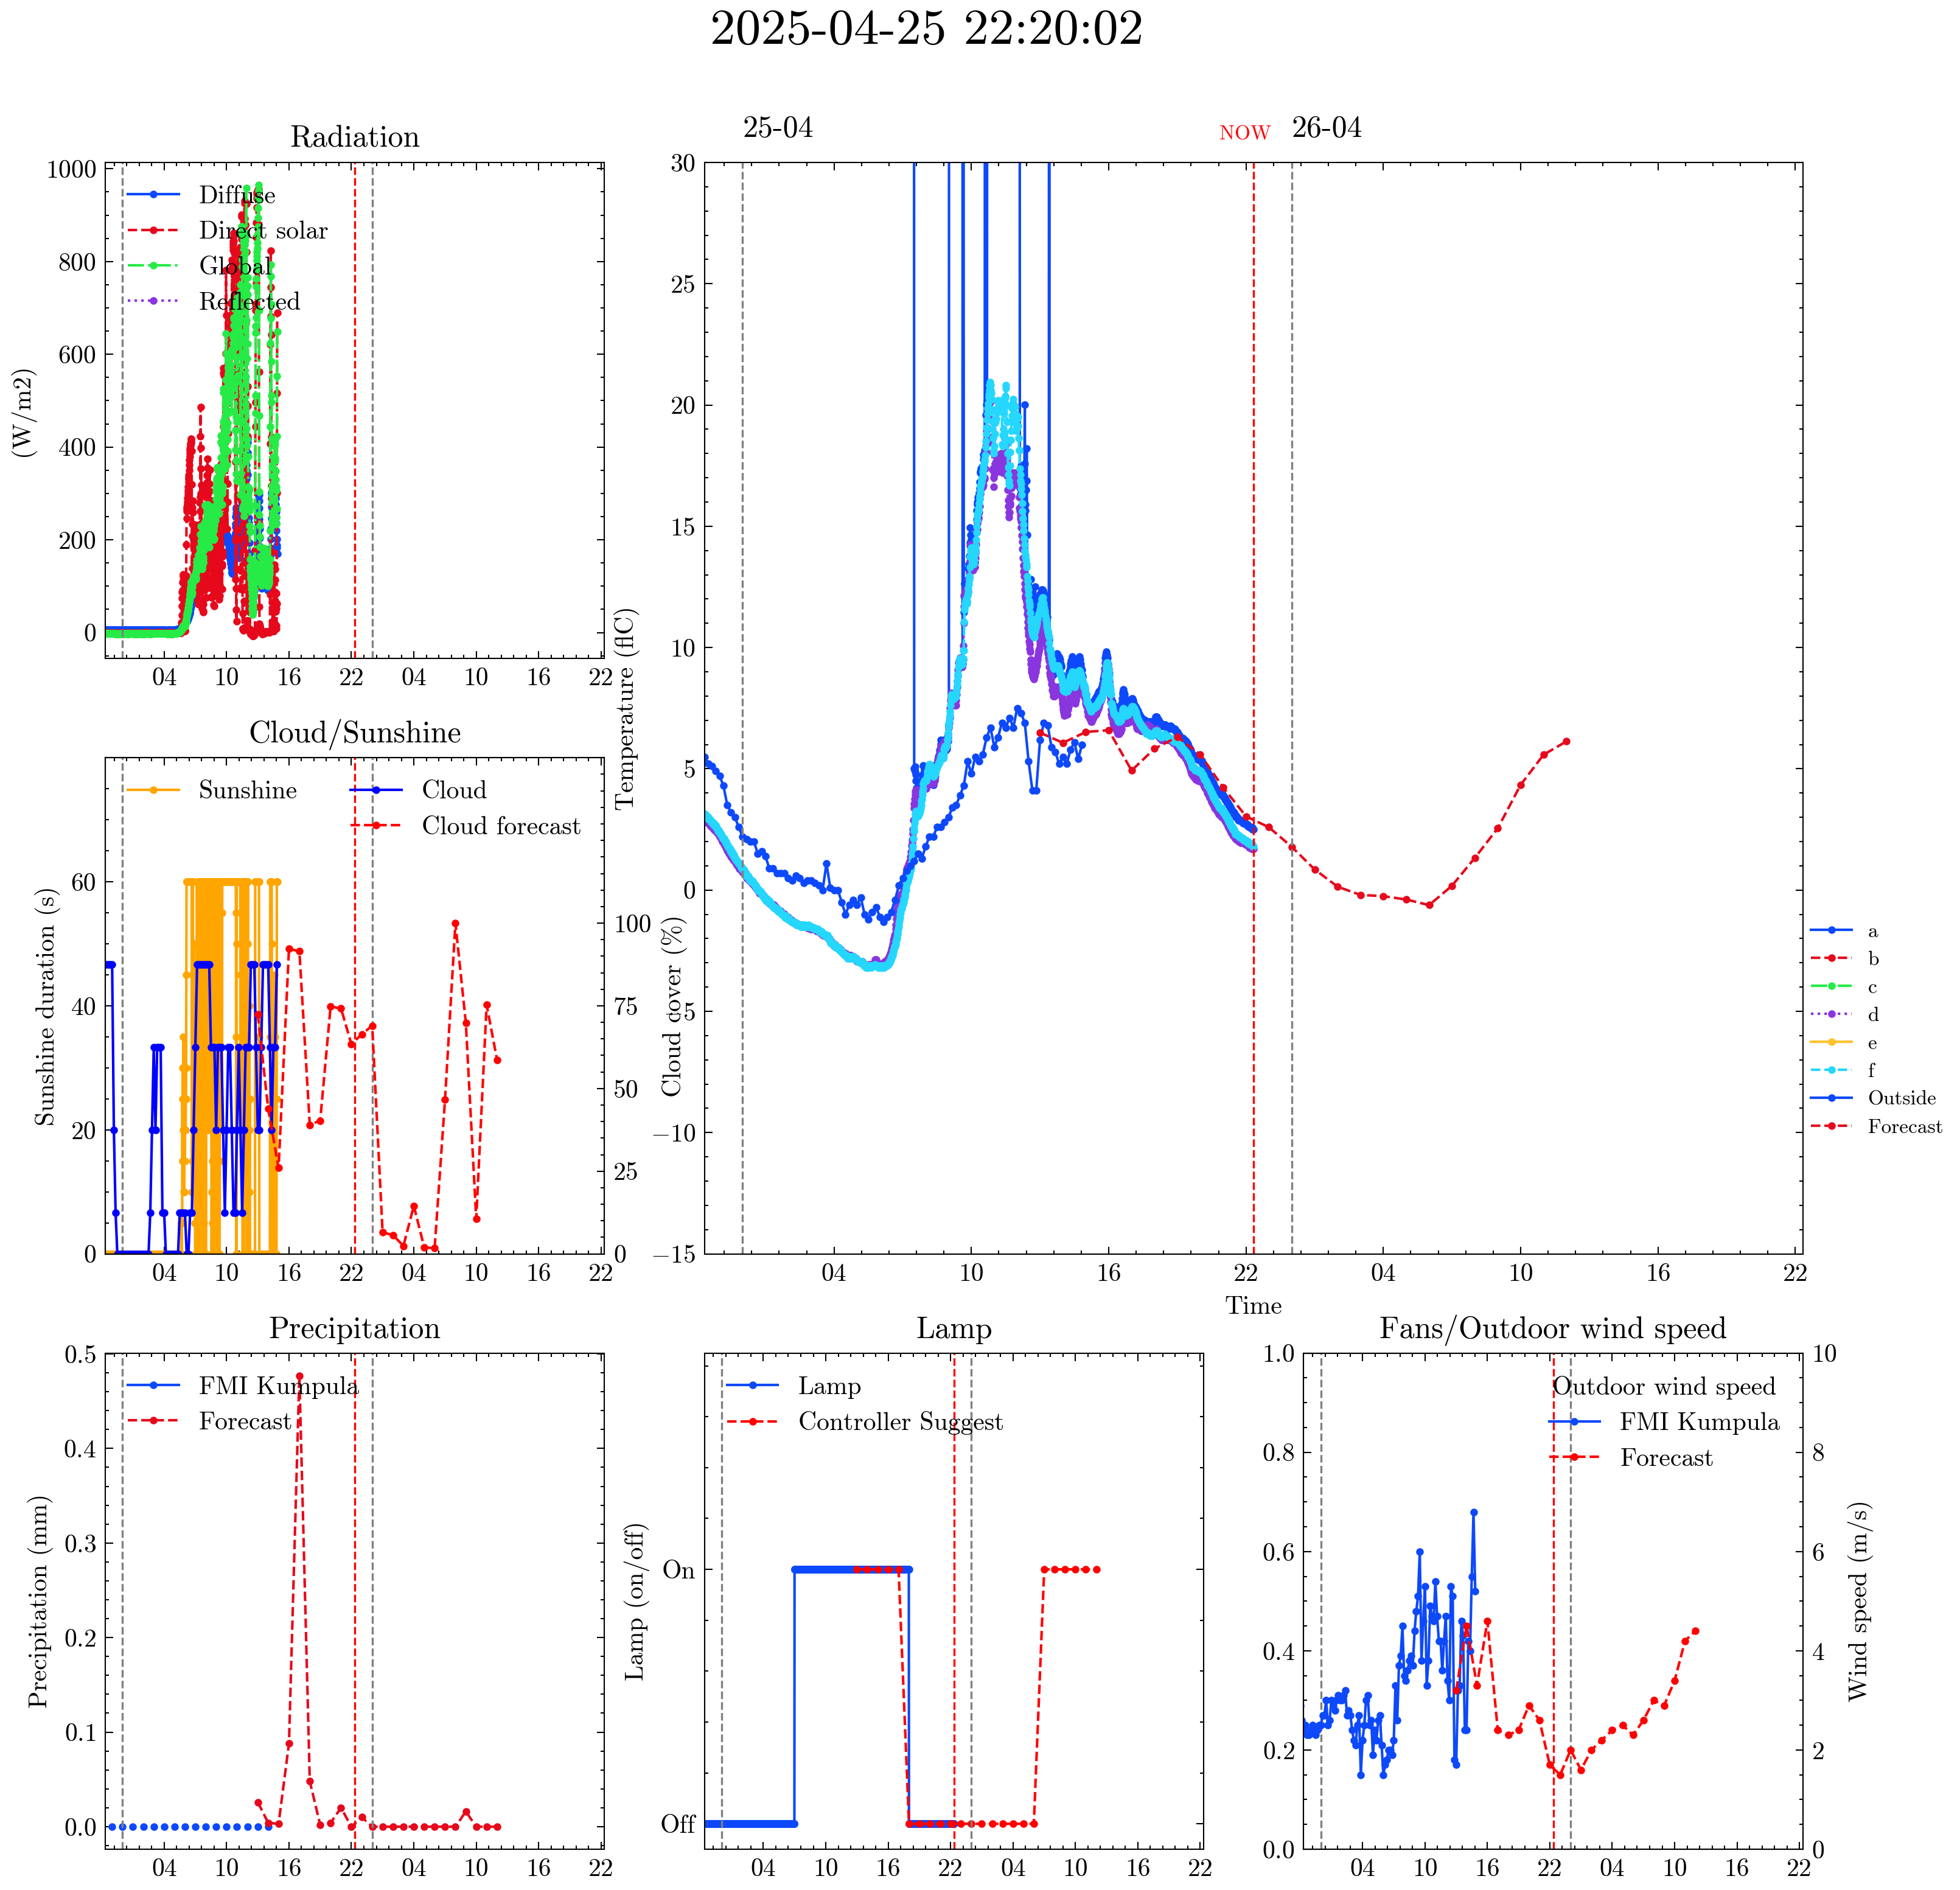 2025-04-25 22:20:02
Radiation
(W/m2)
1000
800
600
400
200
0
Diffuse
Direct solar
Global
Reflected
04 10 16 22 04 10 16 22
25-04
NOW
26-04
Temperature (flC)
30
25
20
15
10
5
0
−5
−10
−15
04 10 16 22 04 10 16 22
Time
a
b
c
d
e
f
Outside
Forecast
Cloud/Sunshine
Sunshine duration (s)
60
40
20
0
Sunshine
Cloud
Cloud forecast
100
75
50
25
0
Cloud cover (%)
04 10 16 22 04 10 16 22
Precipitation
Precipitation (mm)
0.5
0.4
0.3
0.2
0.1
0.0
FMI Kumpula
Forecast
04 10 16 22 04 10 16 22
Lamp
Lamp (on/off)
On
Off
Lamp
Controller Suggest
04 10 16 22 04 10 16 22
Fans/Outdoor wind speed
1.0
0.8
0.6
0.4
0.2
0.0
Outdoor wind speed
FMI Kumpula
Forecast
10
8
6
4
2
0
Wind speed (m/s)
04 10 16 22 04 10 16 22